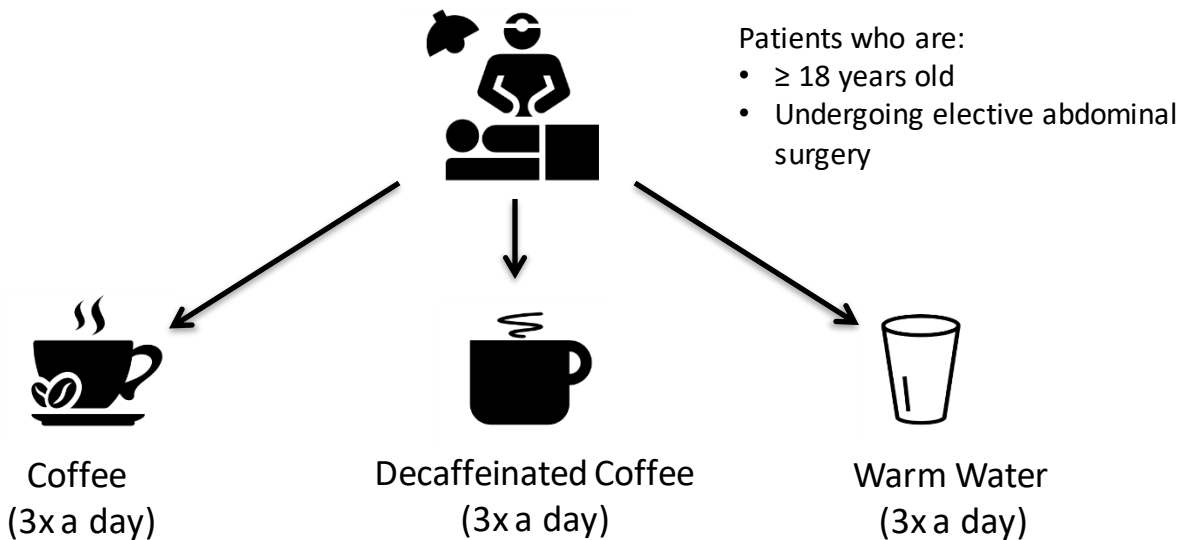 Patients who are:
• ≥ 18 years old
• Undergoing elective abdominal
surgery
Coffee
(3x a day)
Decaffeinated Coffee
(3x a day)
Warm Water
(3x a day)